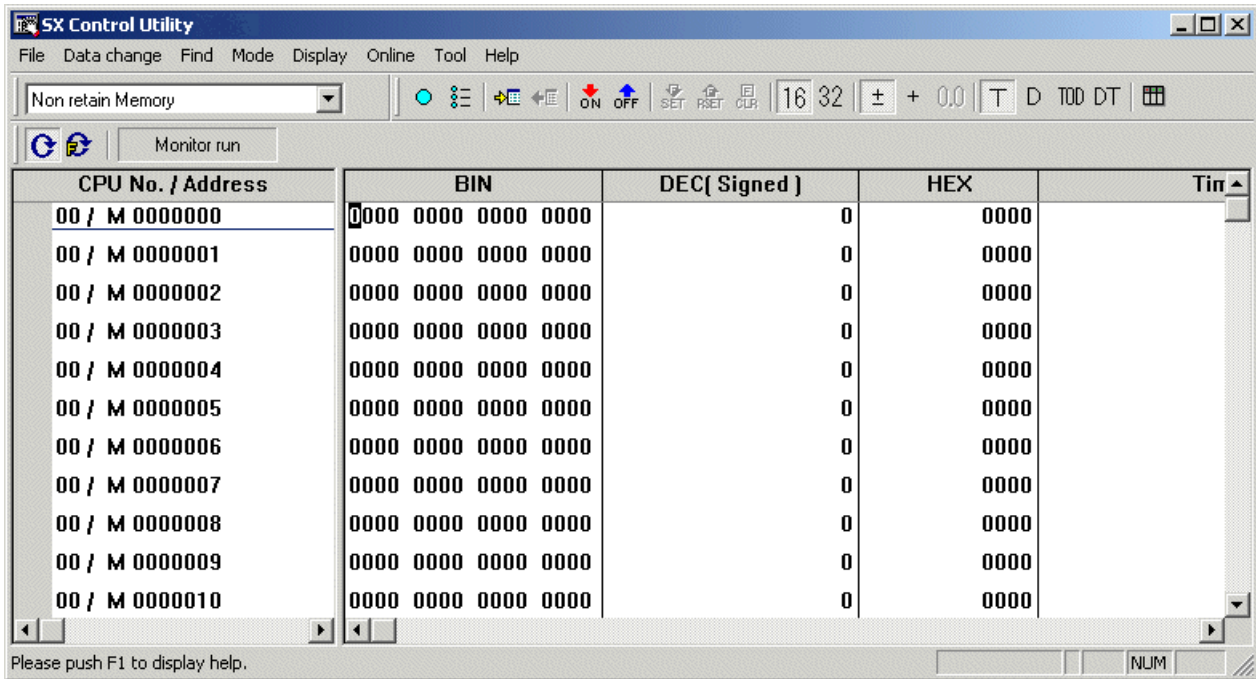 SX Control Utility
File Data change Find Mode Display Online Tool Help
Non retain Memory ON OFF SET RSET CLR 16 32 ± + 0.0 T D TOD DT
Monitor run
CPU No. / Address BIN DEC( Signed ) HEX Tim
00 / M 0000000 0000 0000 0000 0000 0 0000
00 / M 0000001 0000 0000 0000 0000 0 0000
00 / M 0000002 0000 0000 0000 0000 0 0000
00 / M 0000003 0000 0000 0000 0000 0 0000
00 / M 0000004 0000 0000 0000 0000 0 0000
00 / M 0000005 0000 0000 0000 0000 0 0000
00 / M 0000006 0000 0000 0000 0000 0 0000
00 / M 0000007 0000 0000 0000 0000 0 0000
00 / M 0000008 0000 0000 0000 0000 0 0000
00 / M 0000009 0000 0000 0000 0000 0 0000
00 / M 0000010 0000 0000 0000 0000 0 0000
Please push F1 to display help. NUM